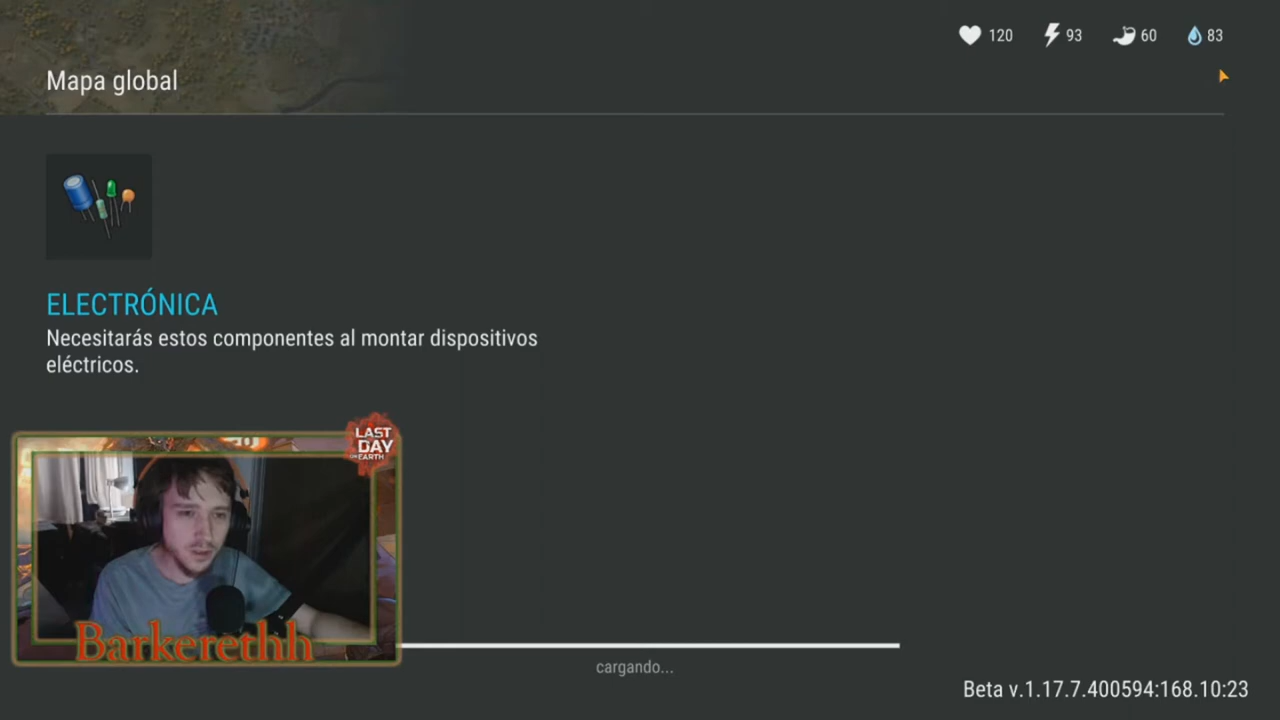 120
93
60
83
Mapa global
ELECTRÓNICA
Necesitarás estos componentes al montar dispositivos
eléctricos.
LAST
DAY
ON EARTH
Barkerethh
cargando...
Beta v.1.17.7.400594:168.10:23